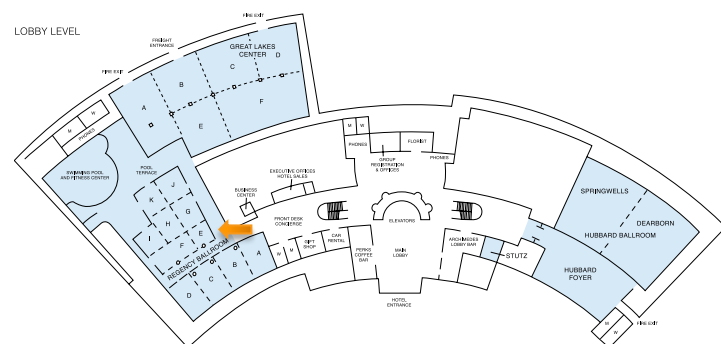 LOBBY LEVEL
FIRE EXIT
FREIGHT
ENTRANCE
FIRE EXIT
GREAT LAKES
CENTER
A
B
C
D
E
F
M
W
PHONES
SWIMMING POOL
AND FITNESS CENTER
POOL
TERRACE
J
K
G
H
I
E
F
REGENCY BALLROOM
A
B
C
D
BUSINESS
CENTER
EXECUTIVE OFFICES
HOTEL SALES
FRONT DESK
CONCIERGE
W
M
GIFT
SHOP
CAR
RENTAL
PERKS
COFFEE
BAR
MAIN
LOBBY
ELEVATORS
HOTEL
ENTRANCE
M
W
PHONES
GROUP
REGISTRATION
& OFFICES
FLORIST
PHONES
ARCHIMEDES
LOBBY BAR
STUTZ
SPRINGWELLS
DEARBORN
HUBBARD BALLROOM
HUBBARD
FOYER
M
W
FIRE EXIT